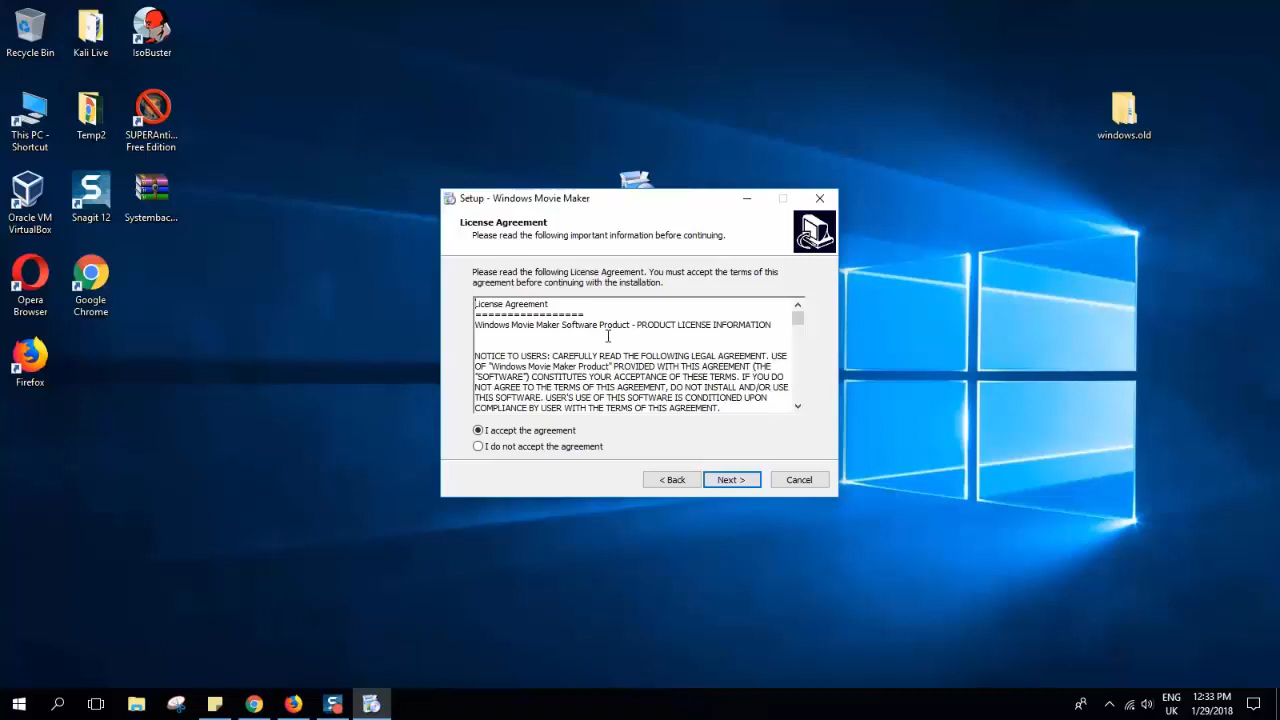 Recycle Bin
Kali Live
IsoBuster
This PC -
Shortcut
Temp2
SUPERAnti...
Free Edition
Oracle VM
VirtualBox
Snagit 12
Systembac...
Opera
Browser
Google
Chrome
Firefox
windows.old
Setup - Windows Movie Maker
License Agreement
Please read the following important information before continuing.
Please read the following License Agreement. You must accept the terms of this
agreement before continuing with the installation.
License Agreement
=================
Windows Movie Maker Software Product - PRODUCT LICENSE INFORMATION
NOTICE TO USERS: CAREFULLY READ THE FOLLOWING LEGAL AGREEMENT. USE
OF "Windows Movie Maker Product" PROVIDED WITH THIS AGREEMENT (THE
"SOFTWARE") CONSTITUTES YOUR ACCEPTANCE OF THESE TERMS. IF YOU DO
NOT AGREE TO THE TERMS OF THIS AGREEMENT, DO NOT INSTALL AND/OR USE
THIS SOFTWARE. USER'S USE OF THIS SOFTWARE IS CONDITIONED UPON
COMPLIANCE BY USER WITH THE TERMS OF THIS AGREEMENT.
I accept the agreement
I do not accept the agreement
< Back
Next >
Cancel
ENG
UK
12:33 PM
1/29/2018